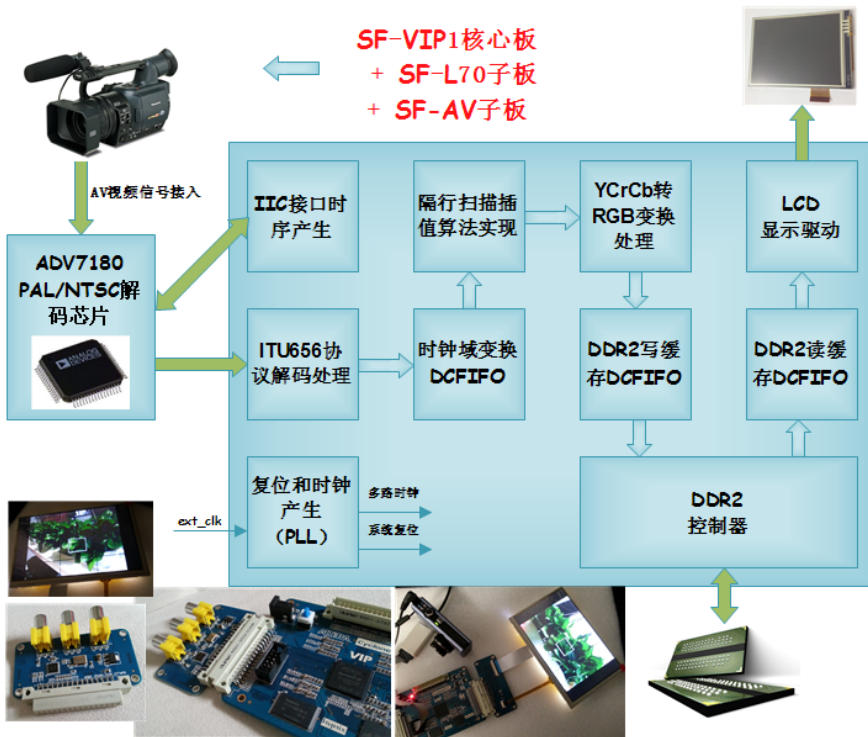 SF-VIP1核心板
+ SF-L70子板
+ SF-AV子板
AV视频信号接入
ADV7180
PAL/NTSC解
码芯片
ANALOG
DEVICES
IIC接口时
序产生
隔行扫描插
值算法实现
YCrCb转
RGB变换
处理
LCD
显示驱动
ITU656协
议解码处理
时钟域变换
DCFIFO
DDR2写缓
存DCFIFO
DDR2读缓
存DCFIFO
ext_clk
复位和时钟
产生
（PLL）
多路时钟
系统复位
DDR2
控制器
VIP